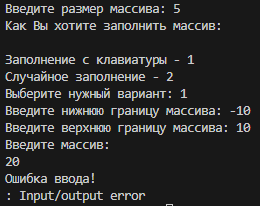 Введите размер массива: 5
Как Вы хотите заполнить массив:
Заполнение с клавиатуры - 1
Случайное заполнение - 2
Выберите нужный вариант: 1
Введите нижнюю границу массива: -10
Введите верхнюю границу массива: 10
Введите массив:
20
Ошибка ввода!
: Input/output error